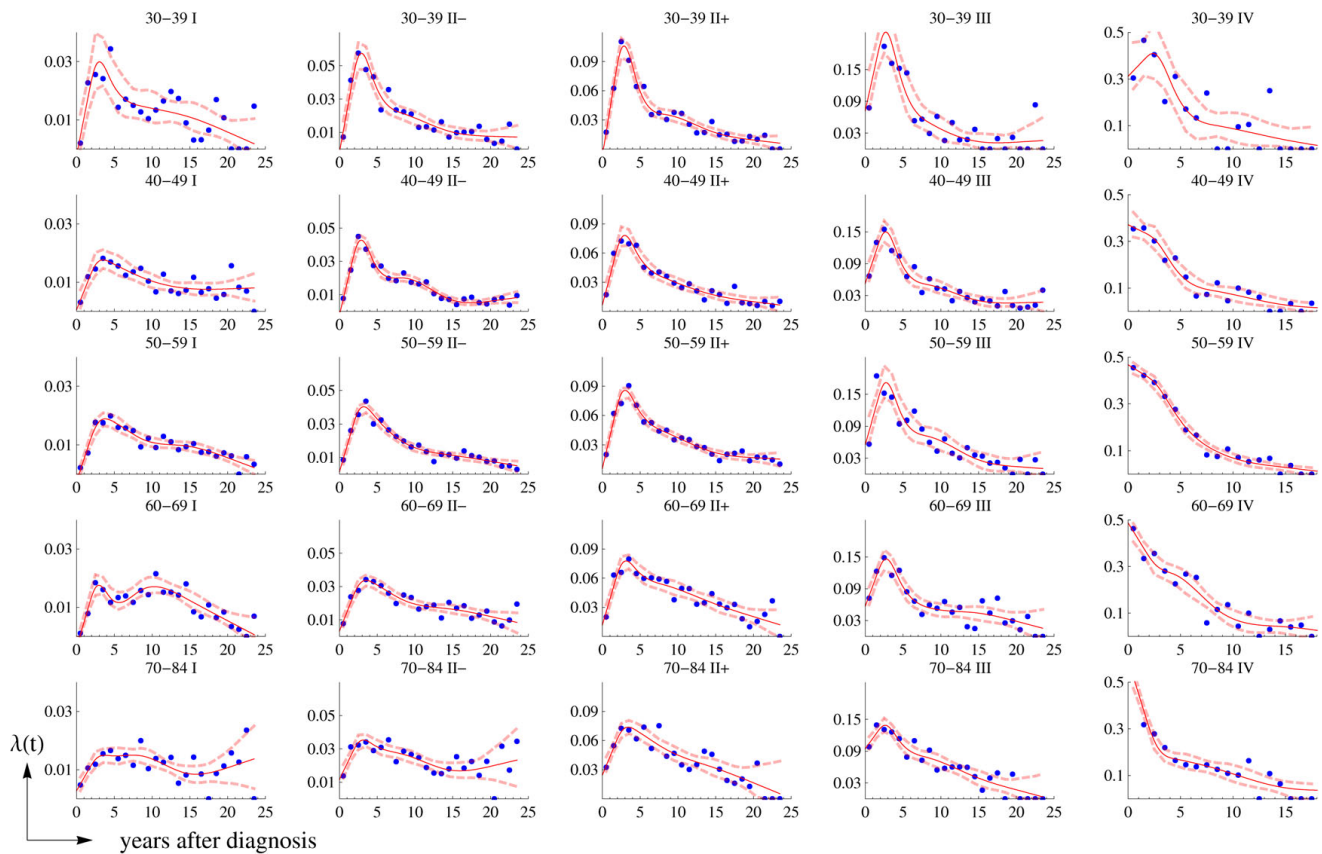 30−39 I
0.03
0.01
0 5 10 15 20 25
30−39 II−
0.05
0.03
0.01
0 5 10 15 20 25
30−39 II+
0.09
0.06
0.03
0 5 10 15 20 25
30−39 III
0.15
0.09
0.03
0 5 10 15 20 25
30−39 IV
0.5
0.3
0.1
0 5 10 15
40−49 I
0.03
0.01
0 5 10 15 20 25
40−49 II−
0.05
0.03
0.01
0 5 10 15 20 25
40−49 II+
0.09
0.06
0.03
0 5 10 15 20 25
40−49 III
0.15
0.09
0.03
0 5 10 15 20 25
40−49 IV
0.5
0.3
0.1
0 5 10 15
50−59 I
0.03
0.01
0 5 10 15 20 25
50−59 II−
0.05
0.03
0.01
0 5 10 15 20 25
50−59 II+
0.09
0.06
0.03
0 5 10 15 20 25
50−59 III
0.15
0.09
0.03
0 5 10 15 20 25
50−59 IV
0.5
0.3
0.1
0 5 10 15
60−69 I
0.03
0.01
0 5 10 15 20 25
60−69 II−
0.05
0.03
0.01
0 5 10 15 20 25
60−69 II+
0.09
0.06
0.03
0 5 10 15 20 25
60−69 III
0.15
0.09
0.03
0 5 10 15 20 25
60−69 IV
0.5
0.3
0.1
0 5 10 15
70−84 I
0.03
0.01
0 5 10 15 20 25
70−84 II−
0.05
0.03
0.01
0 5 10 15 20 25
70−84 II+
0.09
0.06
0.03
0 5 10 15 20 25
70−84 III
0.15
0.09
0.03
0 5 10 15 20 25
70−84 IV
0.5
0.3
0.1
0 5 10 15
λ(t)
years after diagnosis